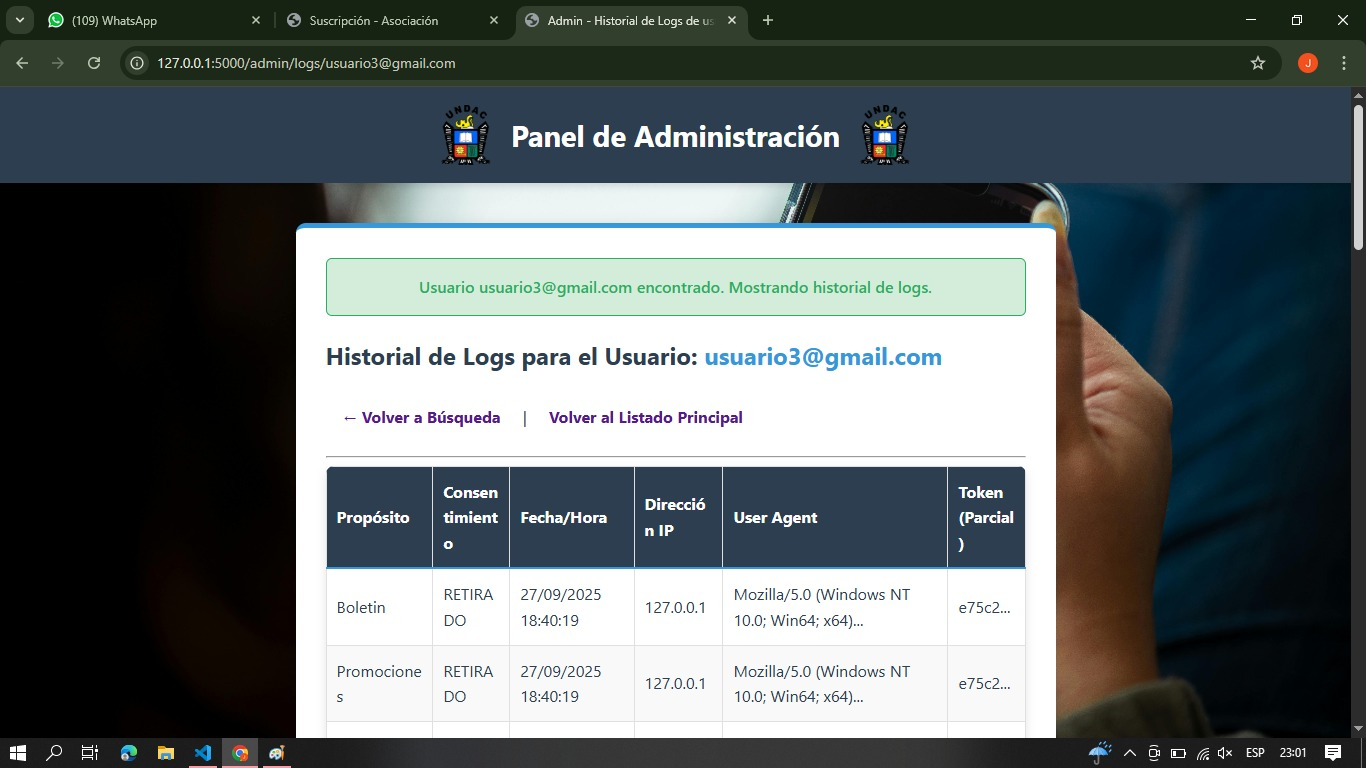 (109) WhatsApp
Suscripción - Asociación
Admin - Historial de Logs de us
127.0.0.1:5000/admin/logs/usuario3@gmail.com
J
UNDAC
Panel de Administración
UNDAC
Usuario usuario3@gmail.com encontrado. Mostrando historial de logs.
Historial de Logs para el Usuario: usuario3@gmail.com
← Volver a Búsqueda | Volver al Listado Principal
Propósito
Consen
timient
o
Fecha/Hora
Direcció
n IP
User Agent
Token
(Parcial
)
Boletin
RETIRA
DO
27/09/2025
18:40:19
127.0.0.1
Mozilla/5.0 (Windows NT
10.0; Win64; x64)...
e75c2...
Promocione
s
RETIRA
DO
27/09/2025
18:40:19
127.0.0.1
Mozilla/5.0 (Windows NT
10.0; Win64; x64)...
e75c2...
ESP
23:01